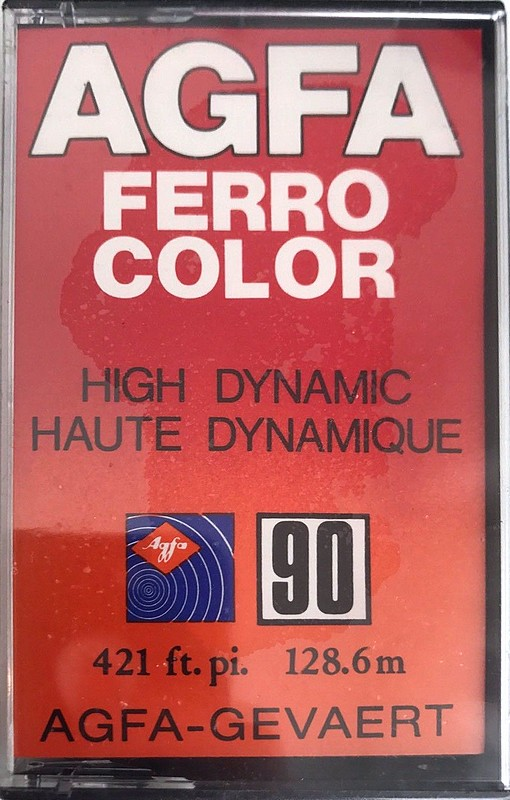 AGFA
FERRO
COLOR
HIGH DYNAMIC
HAUTE DYNAMIQUE
Agfa
90
421 ft. pi. 128.6 m
AGFA-GEVAERT